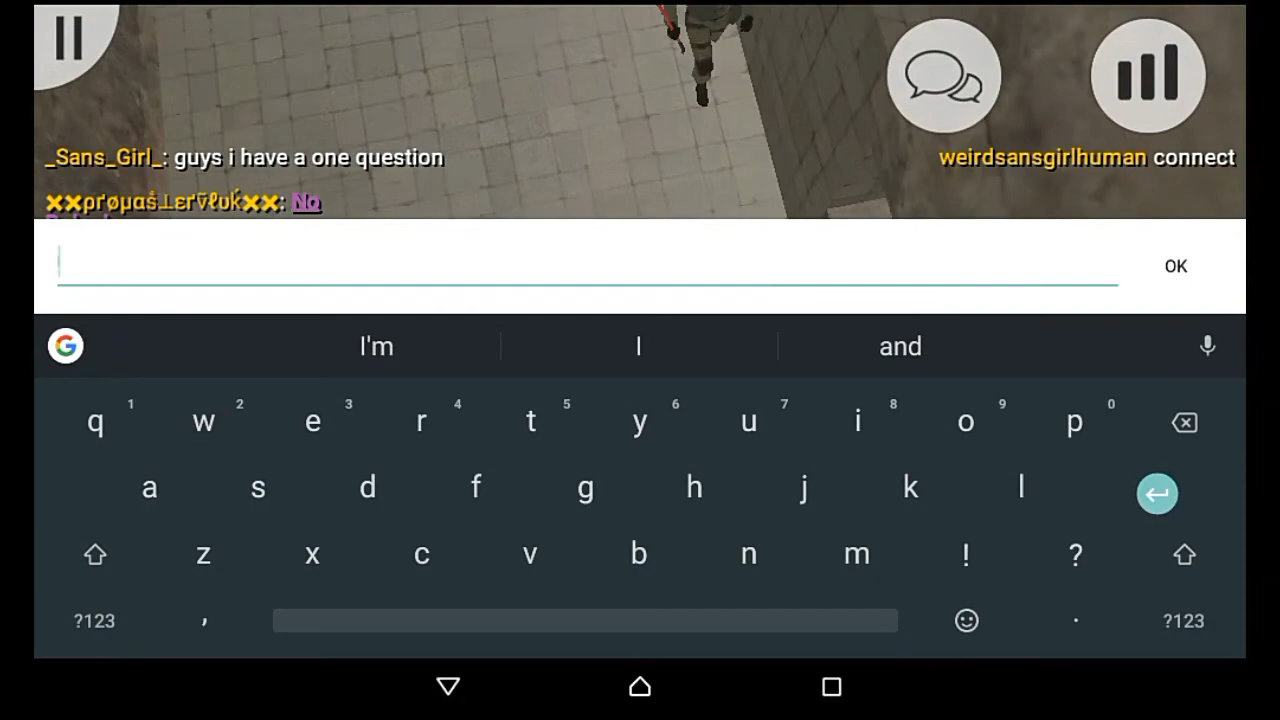 _Sans_Girl_: guys i have a one question
weirdsansgirlhuman connect
No
OK
I'm I and
q 1 w 2 e 3 r 4 t 5 y 6 u 7 i 8 o 9 p 0
a s d f g h j k l
z x c v b n m ! ?
?123 , . ?123